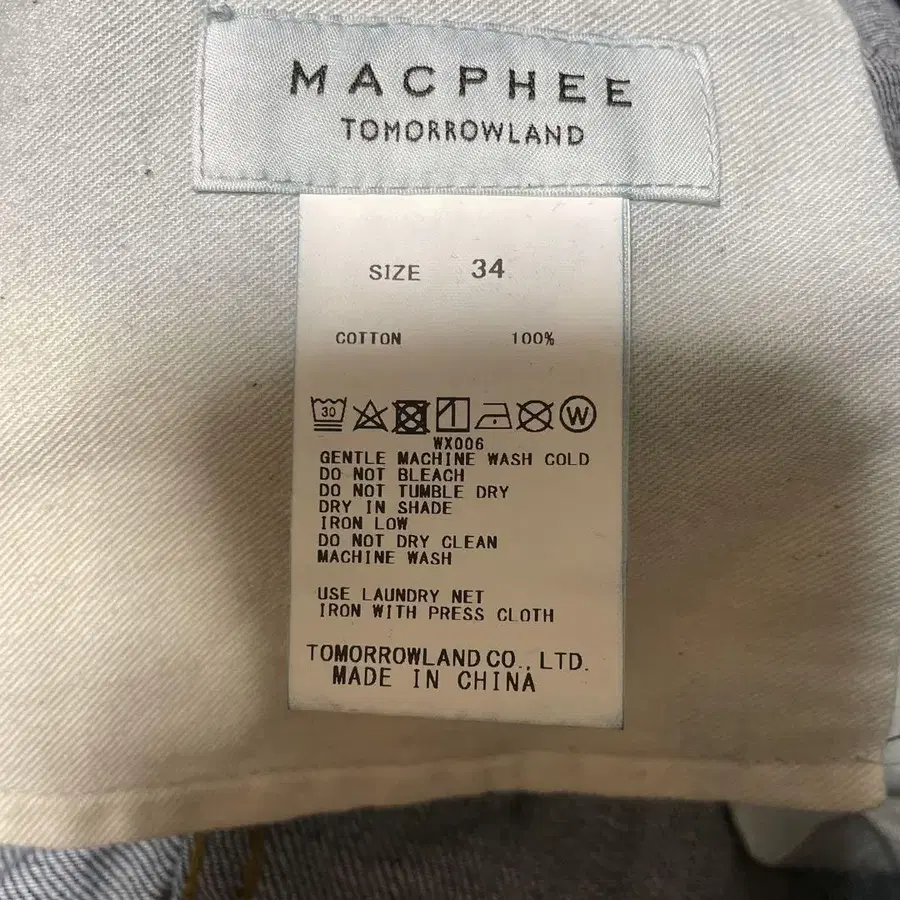 MACPHEE
TOMORROWLAND
SIZE 34
COTTON 100%
30 W
WX006
GENTLE MACHINE WASH COLD
DO NOT BLEACH
DO NOT TUMBLE DRY
DRY IN SHADE
IRON LOW
DO NOT DRY CLEAN
MACHINE WASH
USE LAUNDRY NET
IRON WITH PRESS CLOTH
TOMORROWLAND CO., LTD.
MADE IN CHINA